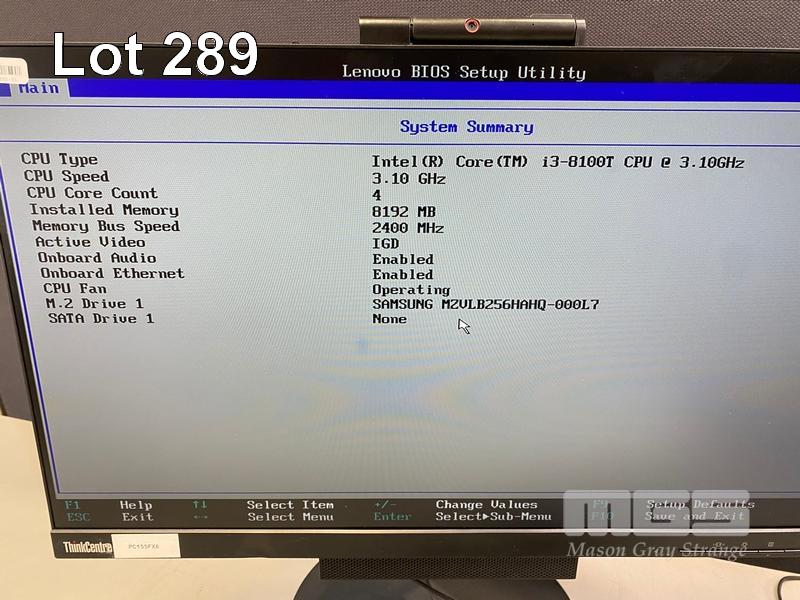 Lot 289
Lenovo BIOS Setup Utility
Main
System Summary
CPU Type Intel(R) Core(TM) i3-8100T CPU @ 3.10GHz
CPU Speed 3.10 GHz
CPU Core Count 4
Installed Memory 8192 MB
Memory Bus Speed 2400 MHz
Active Video IGD
Onboard Audio Enabled
Onboard Ethernet Enabled
CPU Fan Operating
M.2 Drive 1 SAMSUNG MZVLB256HAHQ-000L7
SATA Drive 1 None
F1 Help ↑↓ Select Item +/- Change Values F9 Setup Defaults
ESC Exit ←→ Select Menu Enter Select▶Sub-Menu F10 Save and Exit
MGS
Mason Gray Strange
ThinkCentre
PC155FX6